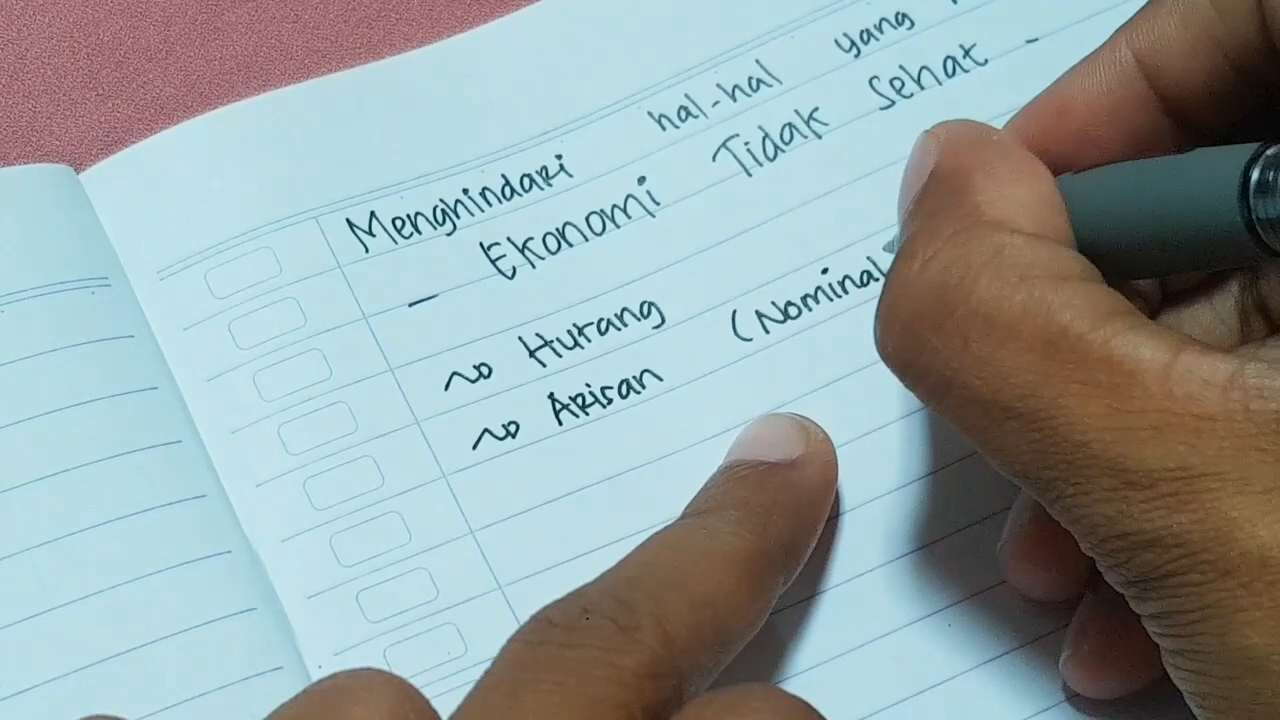 Menghindari hal-hal yang
- Ekonomi Tidak Sehat -
~> Hutang
~> Arisan (Nominal